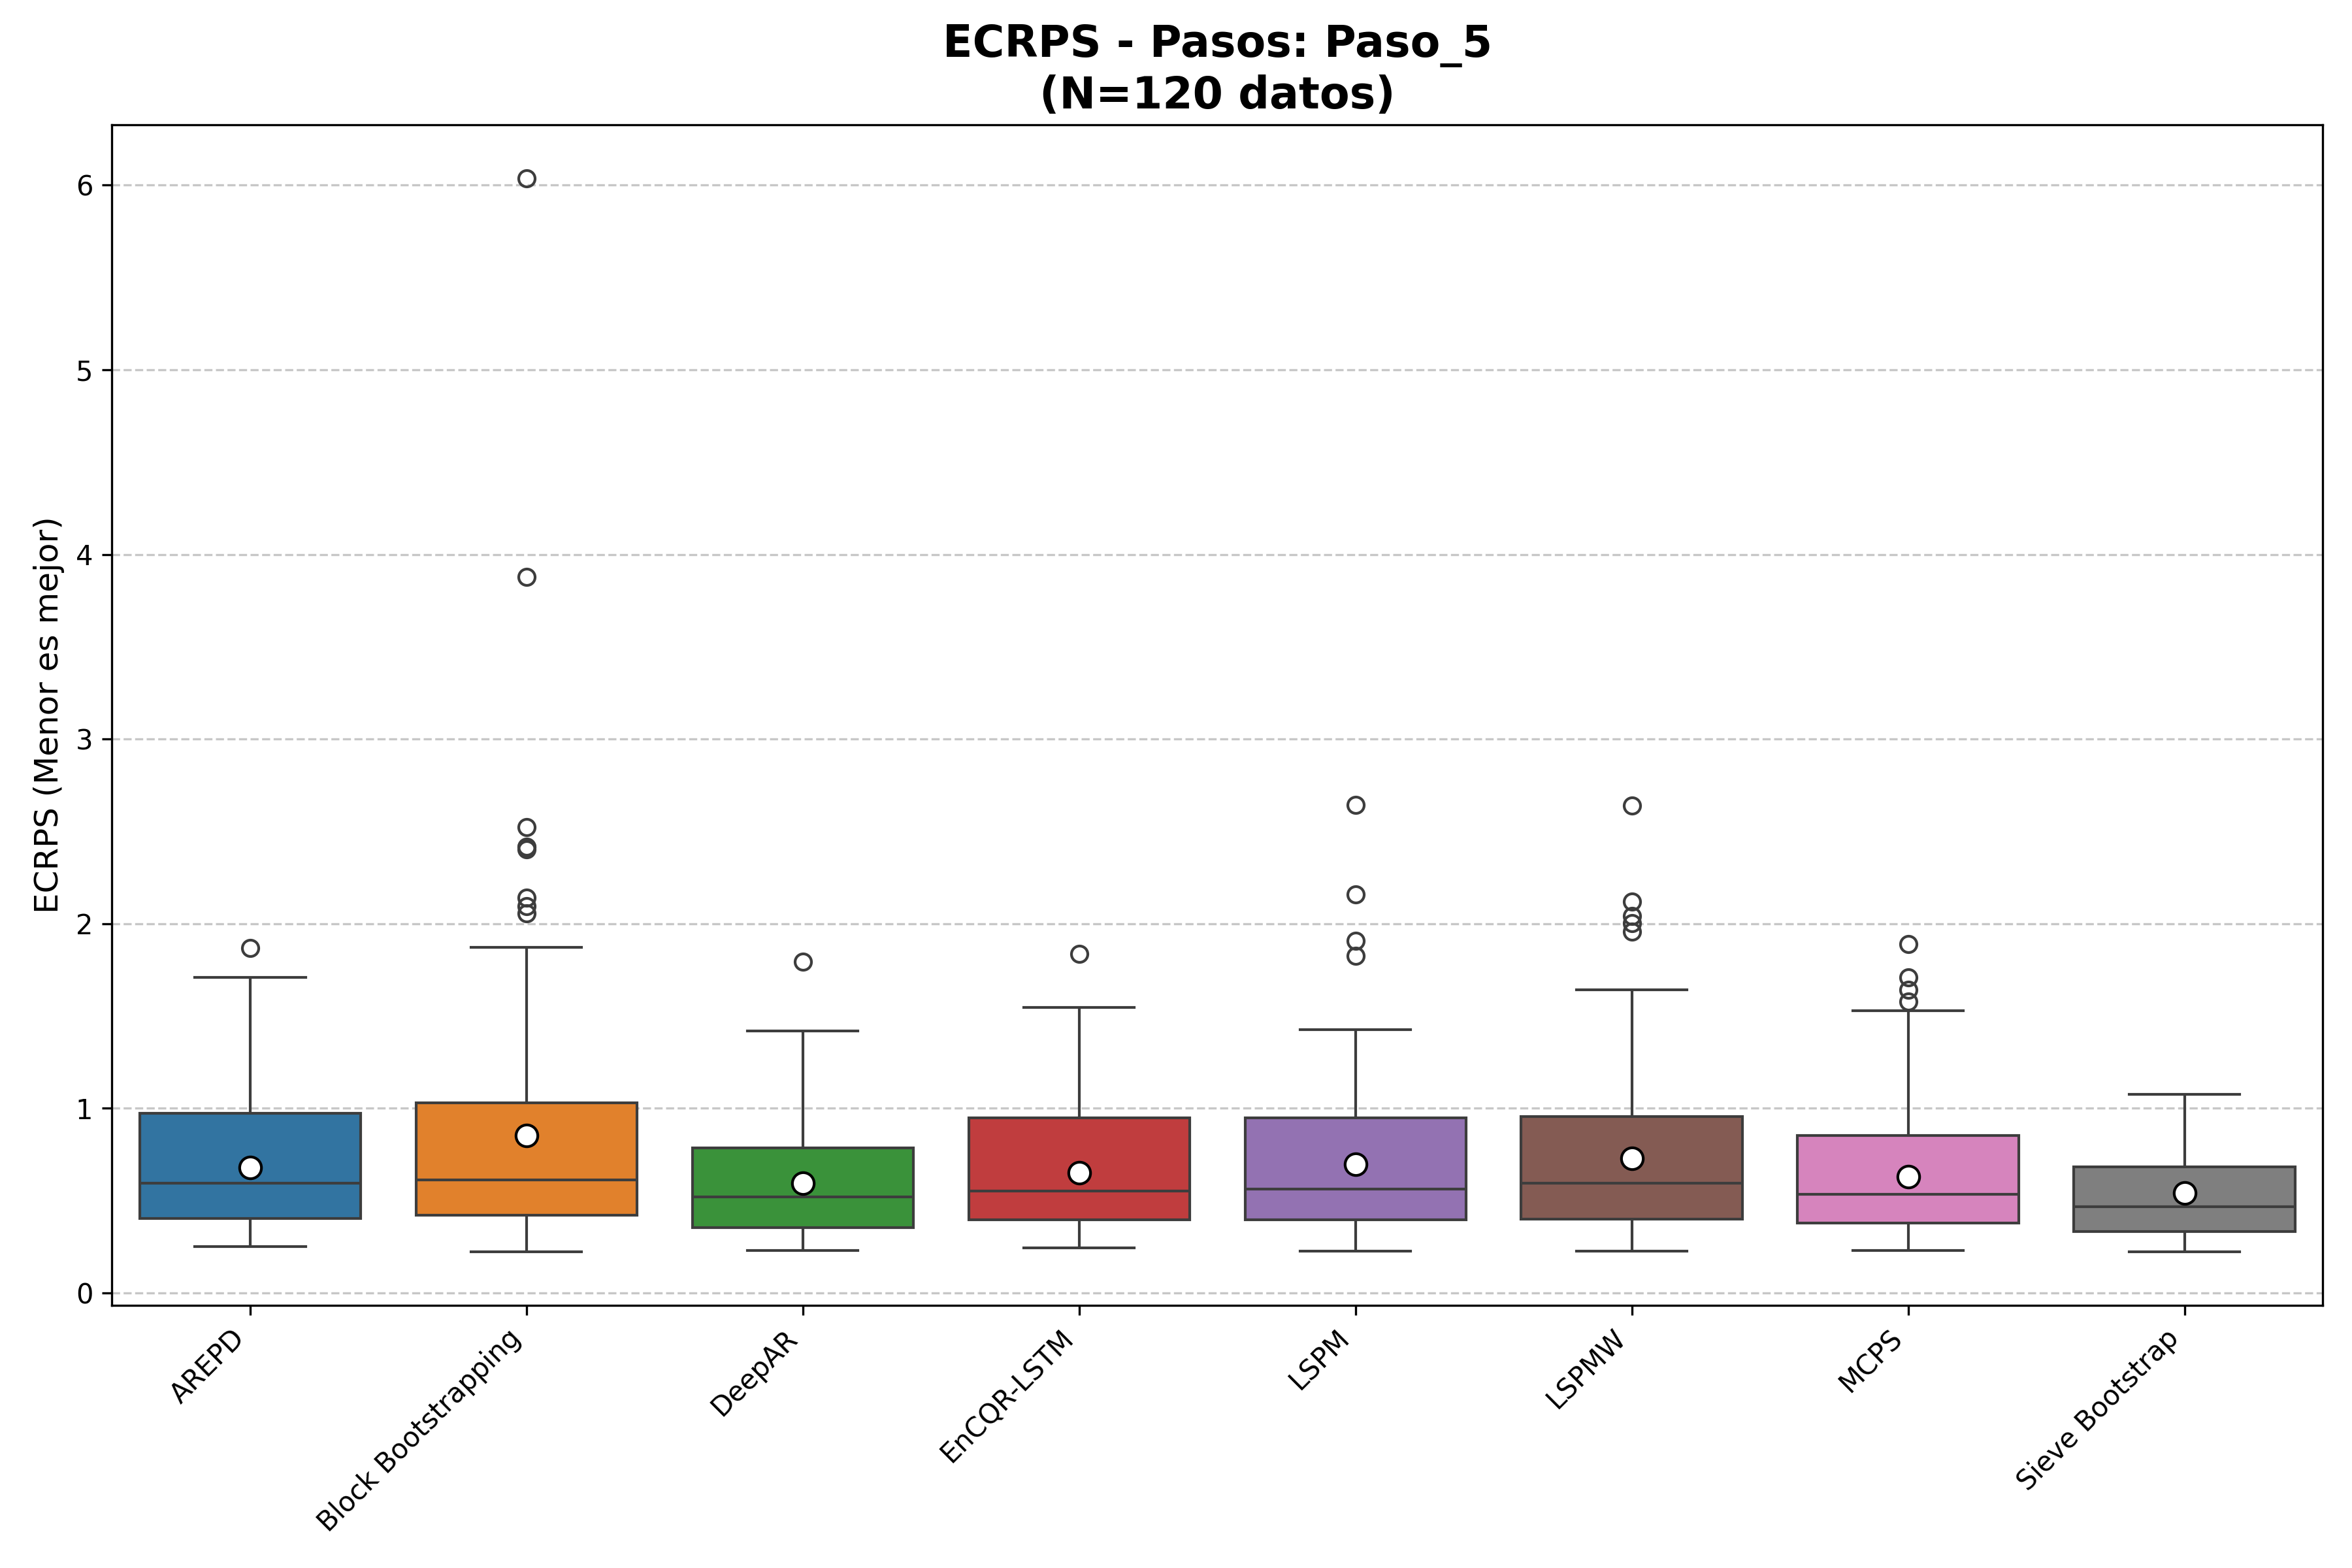 ECRPS - Pasos: Paso_5
(N=120 datos)
ECRPS (Menor es mejor)
6
5
4
3
2
1
0
AREPD
Block Bootstrapping
DeepAR
EnCQR-LSTM
LSPM
LSPMW
MCPS
Sieve Bootstrap